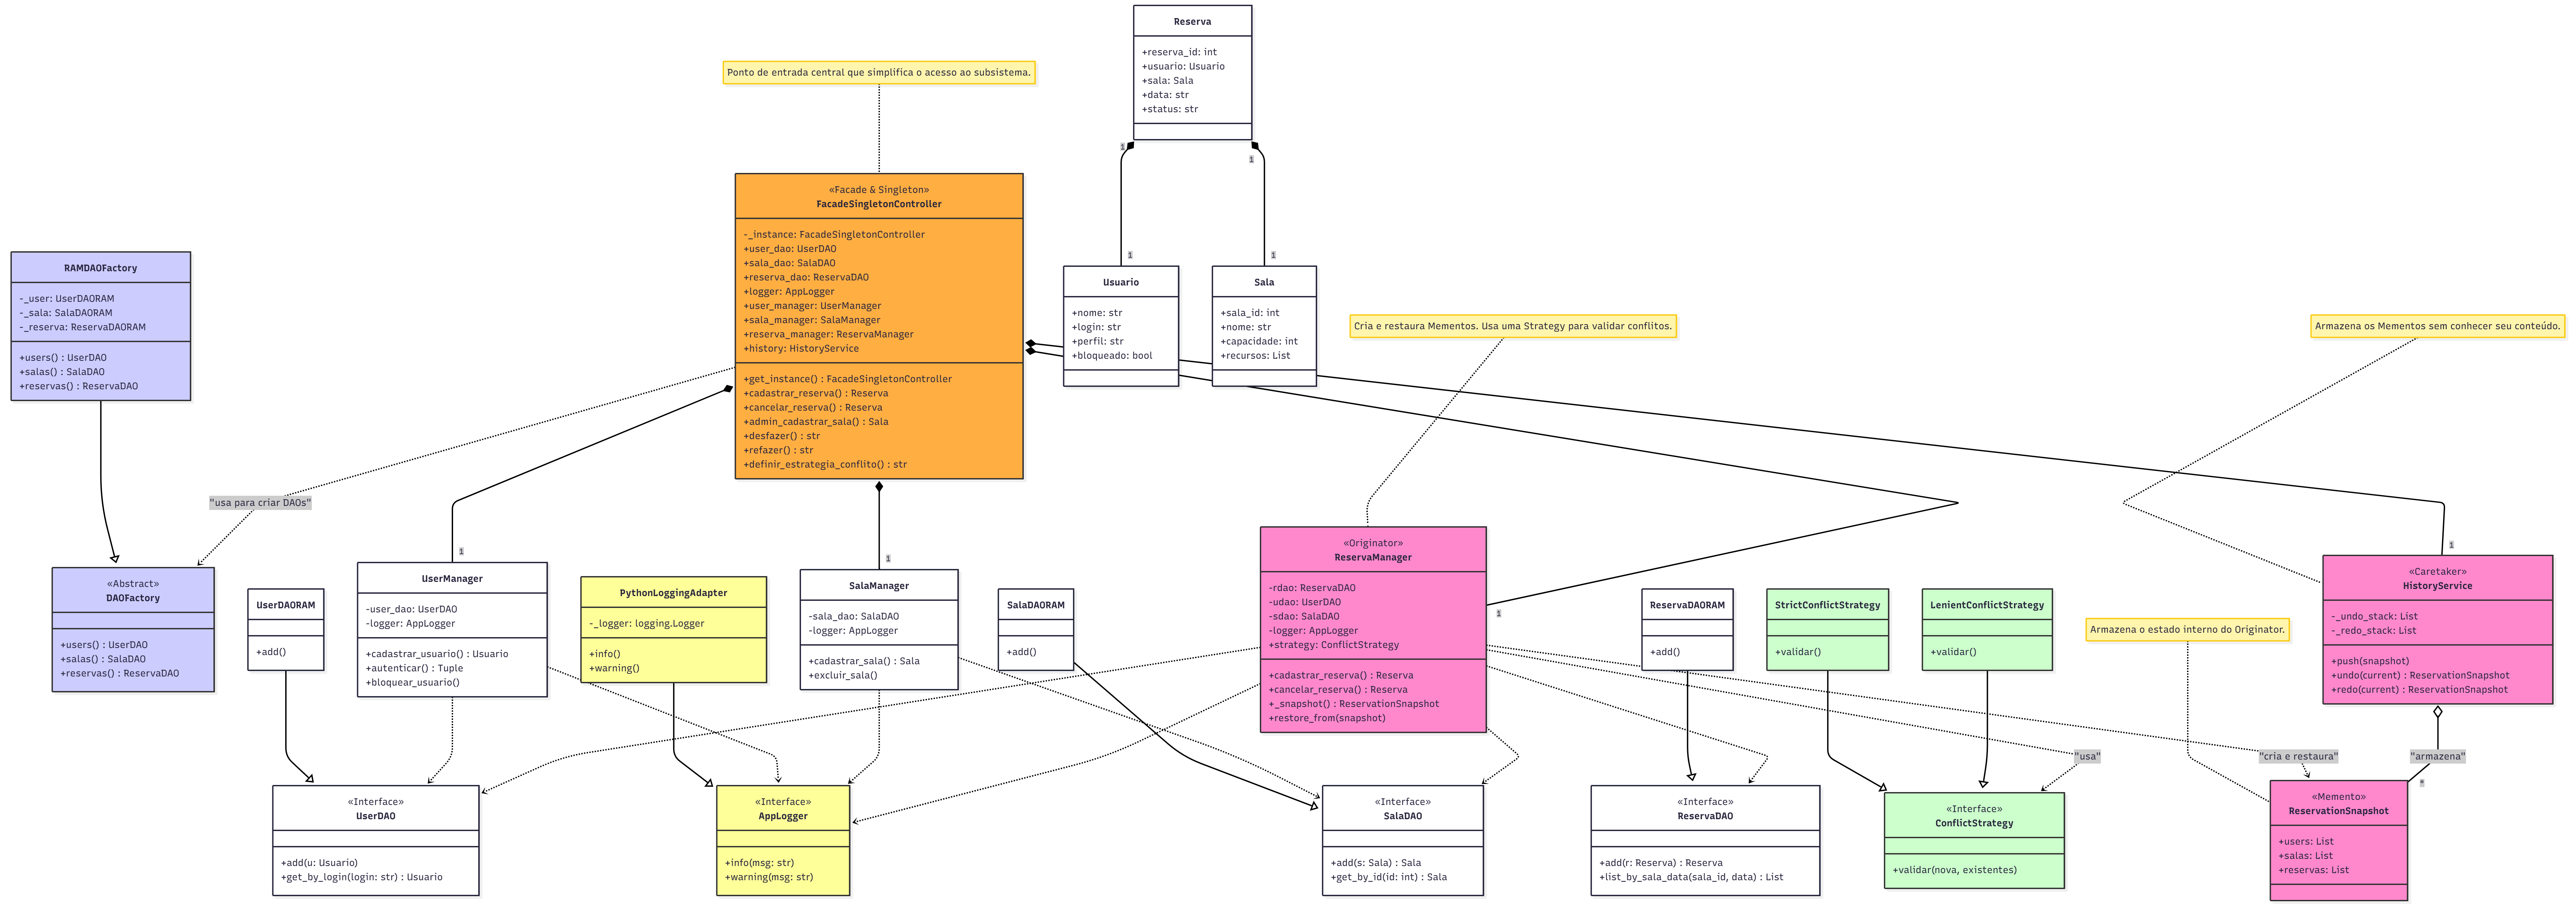 Reserva
+reserva_id: int
+usuario: Usuario
+sala: Sala
+data: str
+status: str
1
1
Ponto de entrada central que simplifica o acesso ao subsistema.
«Facade & Singleton»
FacadeSingletonController
-_instance: FacadeSingletonController
+user_dao: UserDAO
+sala_dao: SalaDAO
+reserva_dao: ReservaDAO
+logger: AppLogger
+user_manager: UserManager
+sala_manager: SalaManager
+reserva_manager: ReservaManager
+history: HistoryService
+get_instance() : FacadeSingletonController
+cadastrar_reserva() : Reserva
+cancelar_reserva() : Reserva
+admin_cadastrar_sala() : Sala
+desfazer() : str
+refazer() : str
+definir_estrategia_conflito() : str
RAMDAOFactory
-_user: UserDAORAM
-_sala: SalaDAORAM
-_reserva: ReservaDAORAM
+users() : UserDAO
+salas() : SalaDAO
+reservas() : ReservaDAO
1
Usuario
+nome: str
+login: str
+perfil: str
+bloqueado: bool
1
Sala
+sala_id: int
+nome: str
+capacidade: int
+recursos: List
Cria e restaura Mementos. Usa uma Strategy para validar conflitos.
Armazena os Mementos sem conhecer seu conteúdo.
"usa para criar DAOs"
«Abstract»
DAOFactory
+users() : UserDAO
+salas() : SalaDAO
+reservas() : ReservaDAO
UserDAORAM
+add()
1
UserManager
-user_dao: UserDAO
-logger: AppLogger
+cadastrar_usuario() : Usuario
+autenticar() : Tuple
+bloquear_usuario()
PythonLoggingAdapter
-_logger: logging.Logger
+info()
+warning()
1
SalaManager
-sala_dao: SalaDAO
-logger: AppLogger
+cadastrar_sala() : Sala
+excluir_sala()
SalaDAORAM
+add()
«Originator»
ReservaManager
-rdao: ReservaDAO
-udao: UserDAO
-sdao: SalaDAO
-logger: AppLogger
+strategy: ConflictStrategy
+cadastrar_reserva() : Reserva
+cancelar_reserva() : Reserva
+_snapshot() : ReservationSnapshot
+restore_from(snapshot)
1
ReservaDAORAM
+add()
StrictConflictStrategy
+validar()
LenientConflictStrategy
+validar()
Armazena o estado interno do Originator.
1
«Caretaker»
HistoryService
-_undo_stack: List
-_redo_stack: List
+push(snapshot)
+undo(current) : ReservationSnapshot
+redo(current) : ReservationSnapshot
"usa"
"cria e restaura"
"armazena"
*
«Interface»
UserDAO
+add(u: Usuario)
+get_by_login(login: str) : Usuario
«Interface»
AppLogger
+info(msg: str)
+warning(msg: str)
«Interface»
SalaDAO
+add(s: Sala) : Sala
+get_by_id(id: int) : Sala
«Interface»
ReservaDAO
+add(r: Reserva) : Reserva
+list_by_sala_data(sala_id, data) : List
«Interface»
ConflictStrategy
+validar(nova, existentes)
«Memento»
ReservationSnapshot
+users: List
+salas: List
+reservas: List